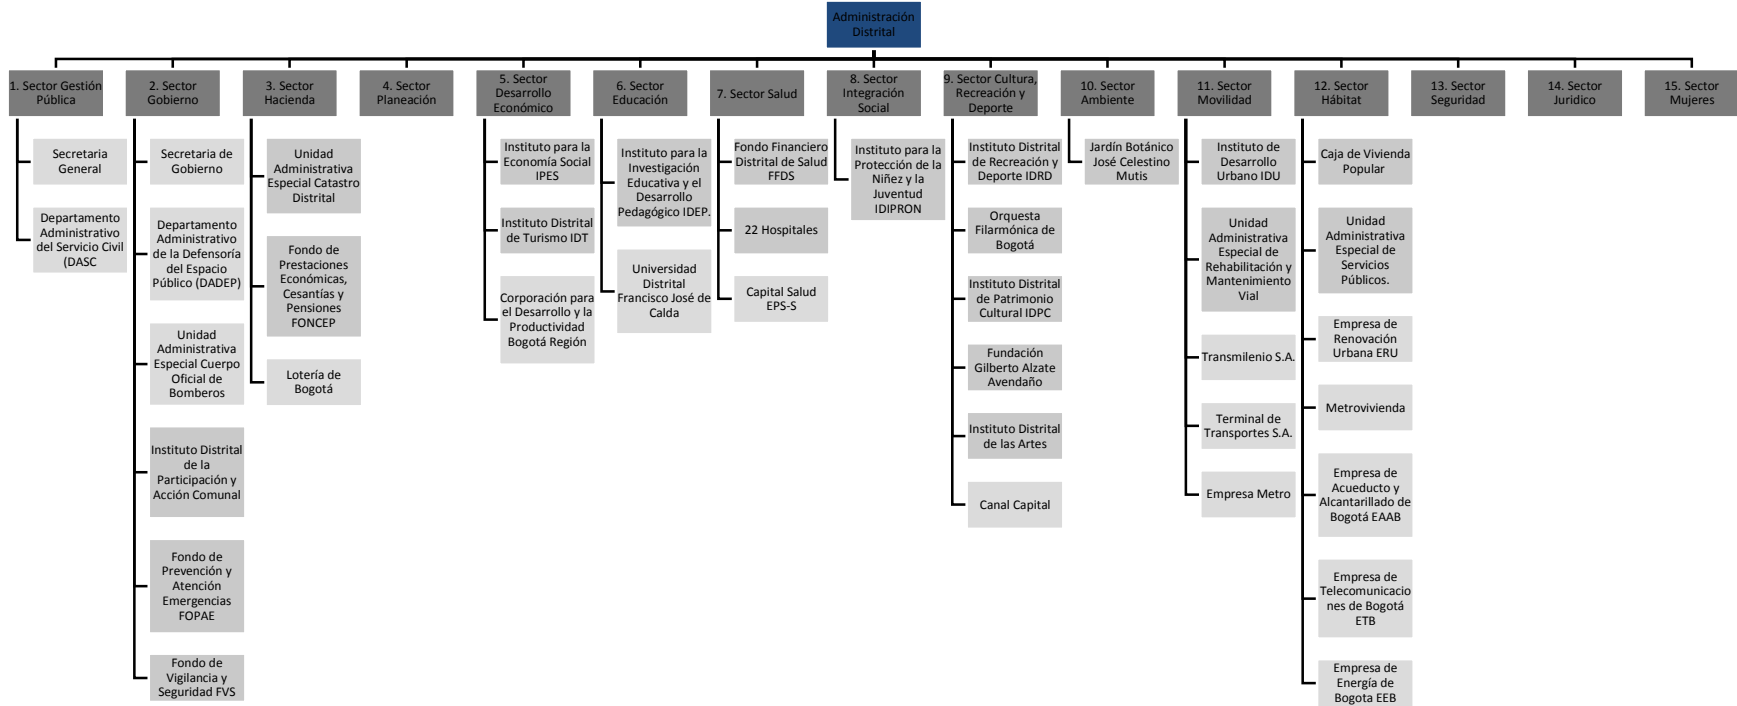 Administración
Distrital
1. Sector Gestión
Pública
2. Sector
Gobierno
3. Sector
Hacienda
4. Sector
Planeación
5. Sector
Desarrollo
Económico
6. Sector
Educación
7. Sector Salud
8. Sector
Integración
Social
9. Sector Cultura,
Recreación y
Deporte
10. Sector
Ambiente
11. Sector
Movilidad
12. Sector
Hábitat
13. Sector
Seguridad
14. Sector
Juridico
15. Sector
Mujeres
Secretaria
General
Departamento
Administrativo
del Servicio Civil
(DASC
Secretaria de
Gobierno
Departamento
Administrativo
de la Defensoría
del Espacio
Público (DADEP)
Unidad
Administrativa
Especial Cuerpo
Oficial de
Bomberos
Instituto Distrital
de la
Participación y
Acción Comunal
Fondo de
Prevención y
Atención
Emergencias
FOPAE
Fondo de
Vigilancia y
Seguridad FVS
Unidad
Administrativa
Especial Catastro
Distrital
Fondo de
Prestaciones
Económicas,
Cesantías y
Pensiones
FONCEP
Lotería de
Bogotá
Instituto para la
Economía Social
IPES
Instituto Distrital
de Turismo IDT
Corporación para
el Desarrollo y la
Productividad
Bogotá Región
Instituto para la
Investigación
Educativa y el
Desarrollo
Pedagógico IDEP.
Universidad
Distrital
Francisco José de
Calda
Fondo Financiero
Distrital de Salud
FFDS
22 Hospitales
Capital Salud
EPS-S
Instituto para la
Protección de la
Niñez y la
Juventud
IDIPRON
Instituto Distrital
de Recreación y
Deporte IDRD
Orquesta
Filarmónica de
Bogotá
Instituto Distrital
de Patrimonio
Cultural IDPC
Fundación
Gilberto Alzate
Avendaño
Instituto Distrital
de las Artes
Canal Capital
Jardín Botánico
José Celestino
Mutis
Instituto de
Desarrollo
Urbano IDU
Unidad
Administrativa
Especial de
Rehabilitación y
Mantenimiento
Vial
Transmilenio S.A.
Terminal de
Transportes S.A.
Empresa Metro
Caja de Vivienda
Popular
Unidad
Administrativa
Especial de
Servicios
Públicos.
Empresa de
Renovación
Urbana ERU
Metrovivienda
Empresa de
Acueducto y
Alcantarillado de
Bogotá EAAB
Empresa de
Telecomunicacio
nes de Bogotá
ETB
Empresa de
Energía de
Bogota EEB